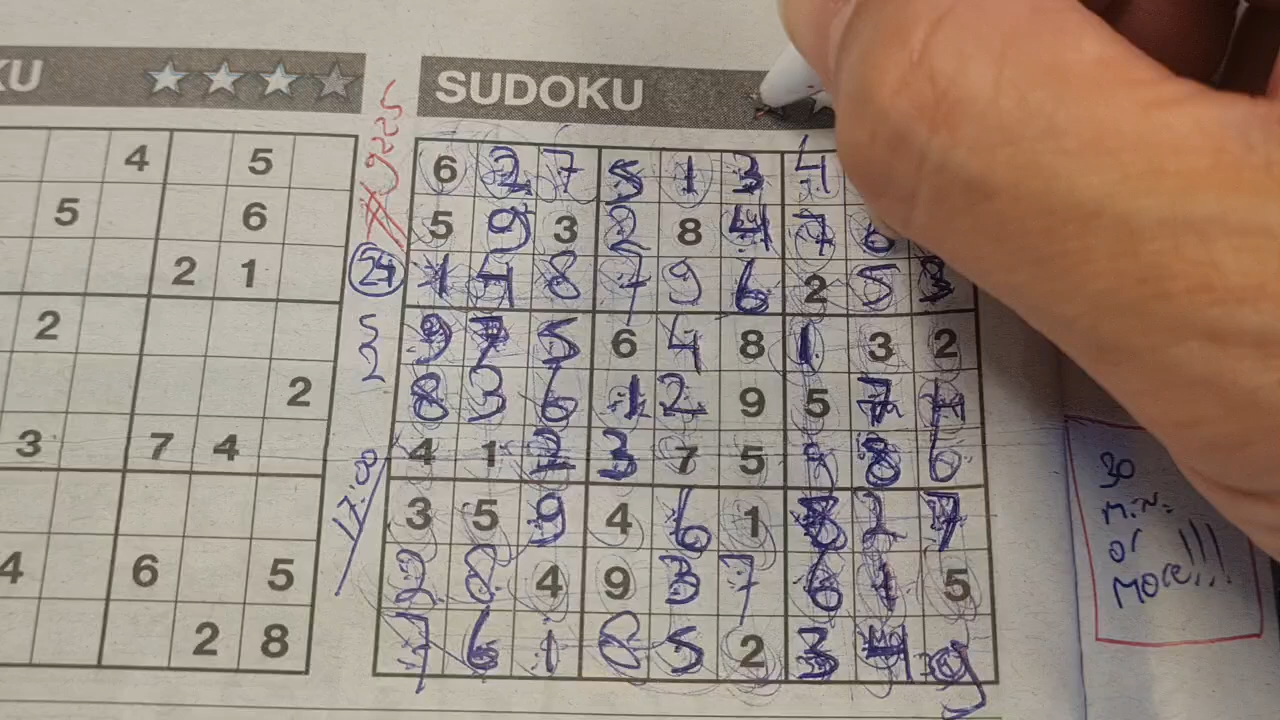 KU
SUDOKU
#9225
4 5
5 6
2 1
2
2
3 7 4
4 6 5
2 8
24
5
2
17:00
6 2 7 5 1 3 4
5 9 3 2 8 4 7 6
1 4 8 7 9 6 2 5 3
9 7 5 6 4 8 1 3 2
8 3 6 1 2 9 5 7 4
4 1 2 3 7 5 9 8 6
3 5 9 4 6 1 8 2 7
2 8 4 9 3 7 6 1 5
7 6 1 8 5 2 3 4 9
30
min.
or
more!!!